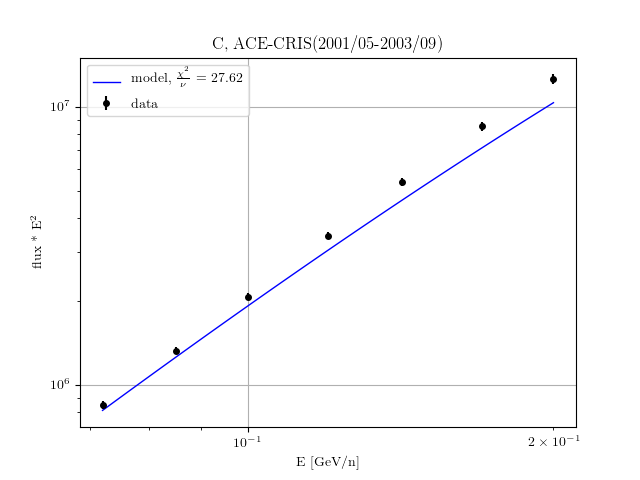 C, ACE-CRIS(2001/05-2003/09)
model, χ²/ν = 27.62
data
10⁷
flux * E²
10⁶
10⁻¹
2 × 10⁻¹
E [GeV/n]